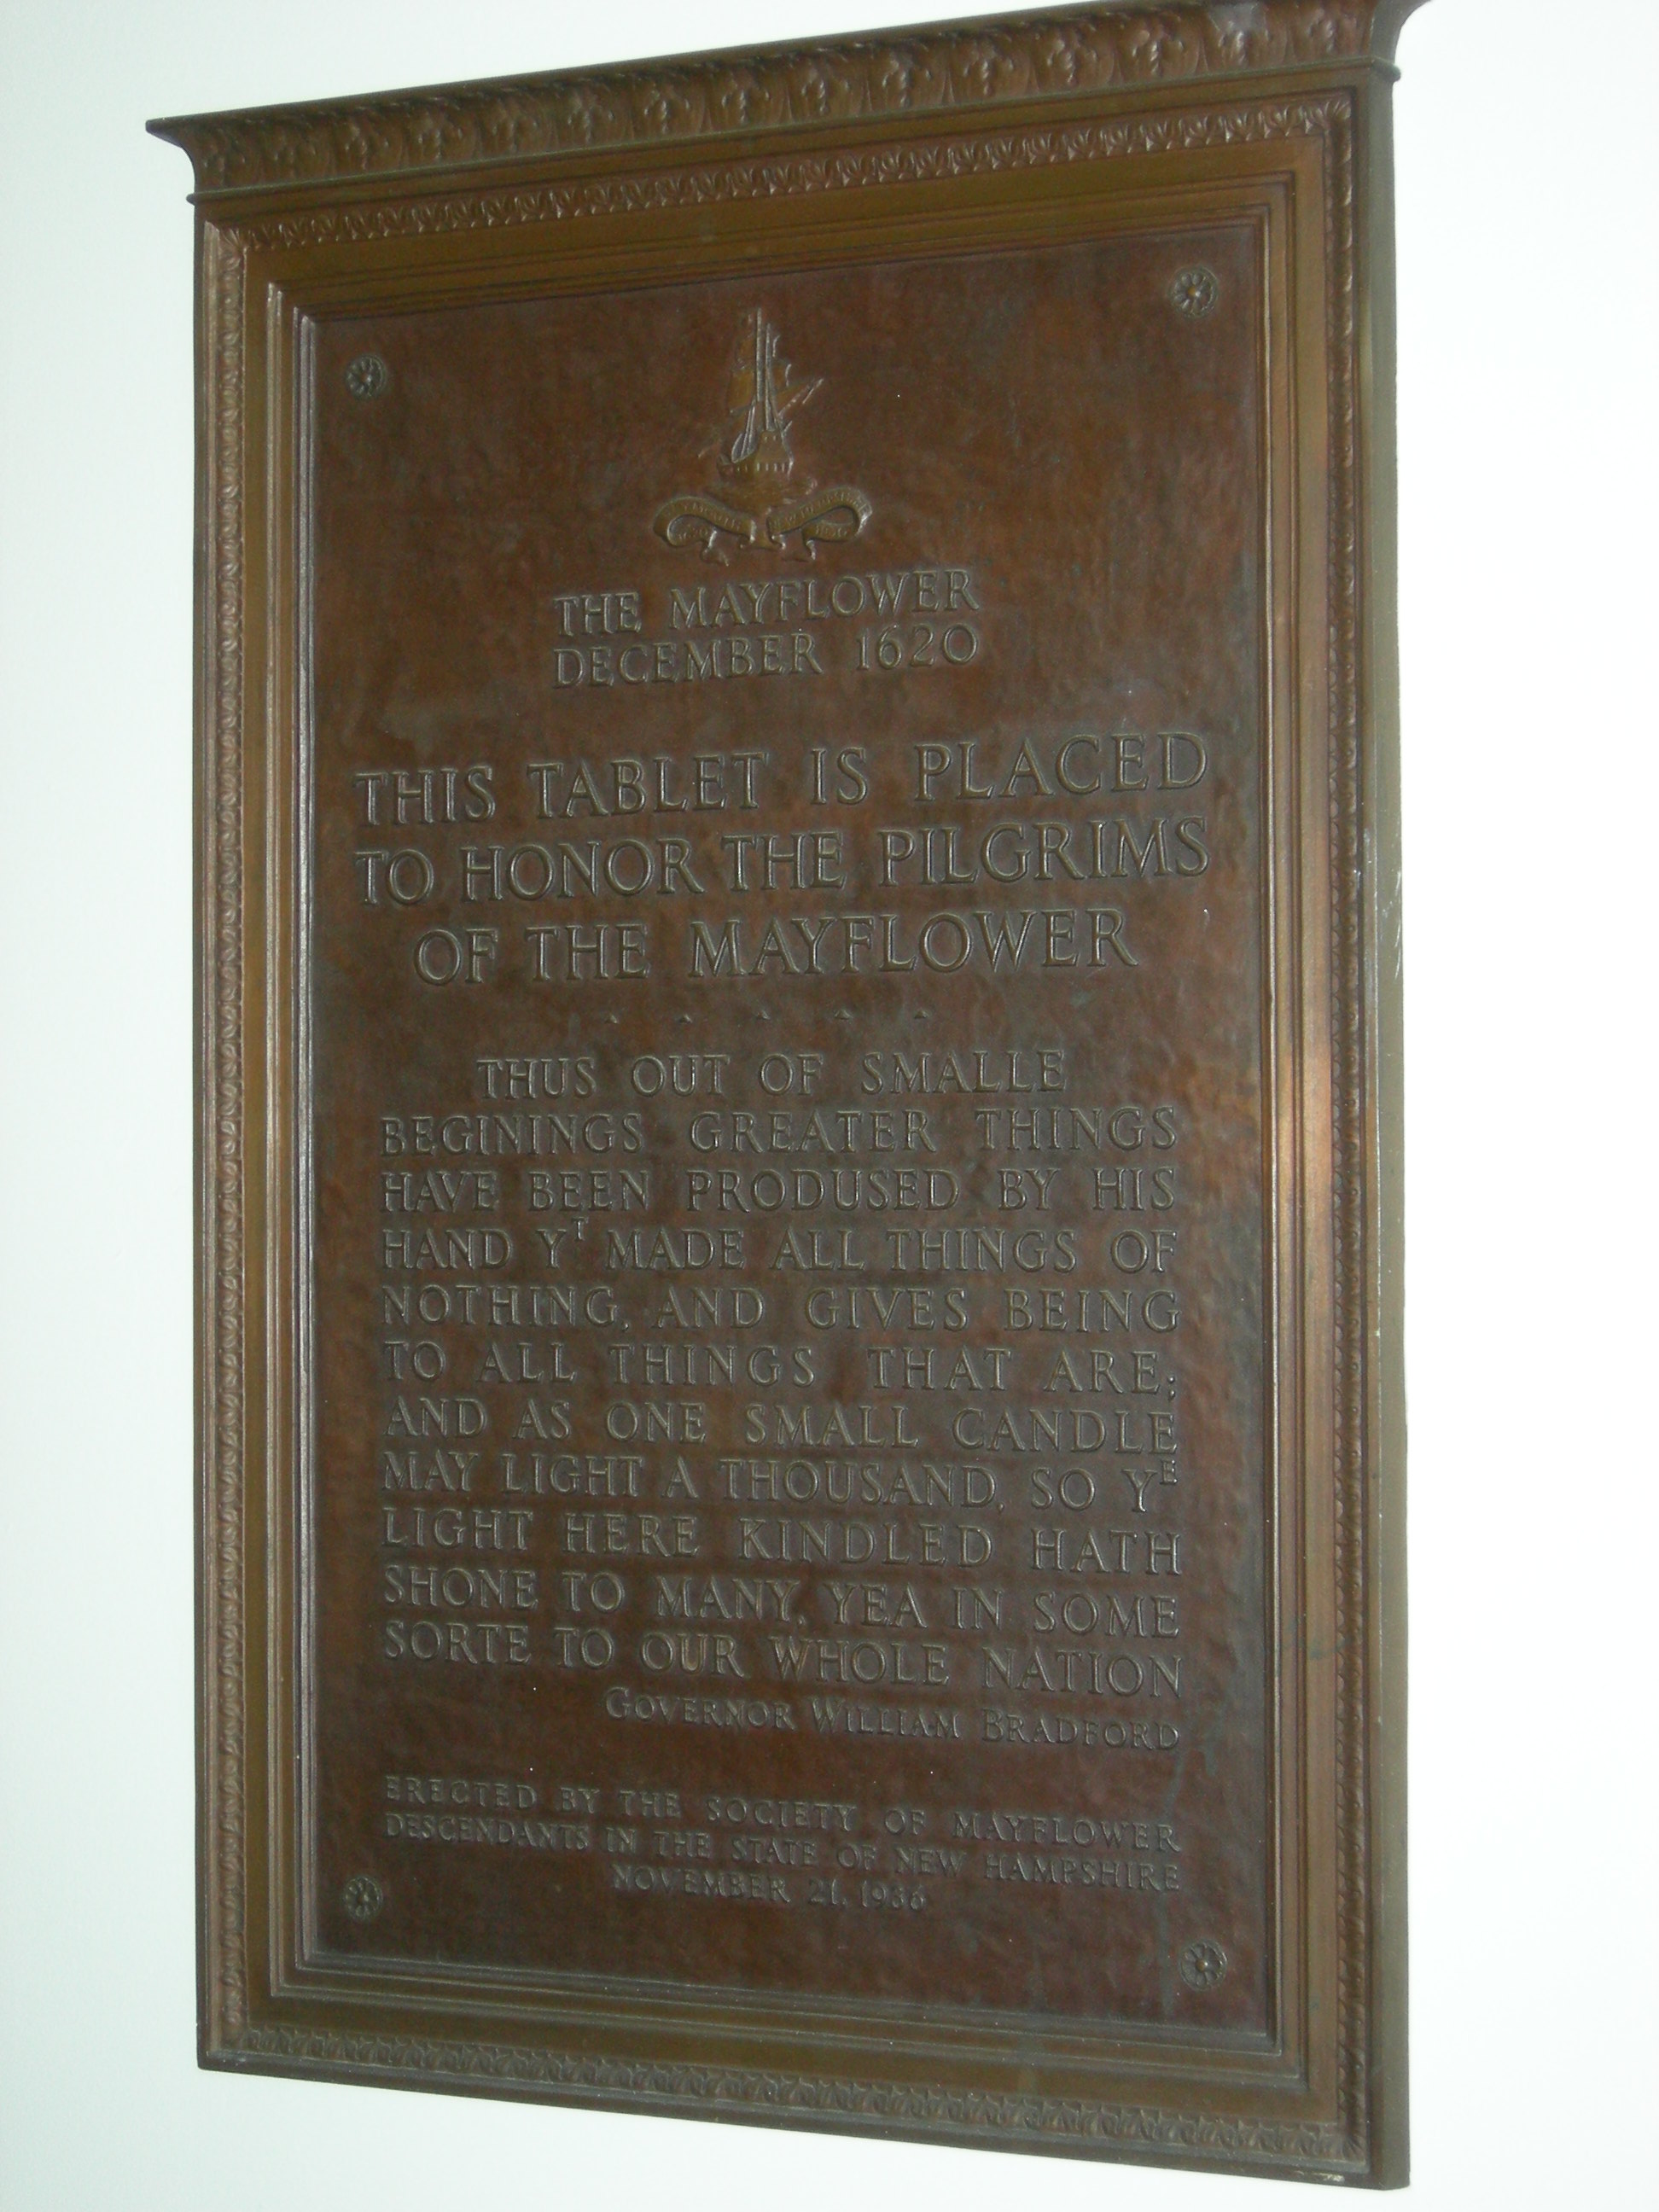 THE MAYFLOWER
DECEMBER 1620
THIS TABLET IS PLACED
TO HONOR THE PILGRIMS
OF THE MAYFLOWER
THUS OUT OF SMALLE
BEGININGS GREATER THINGS
HAVE BEEN PRODUSED BY HIS
HAND YT MADE ALL THINGS OF
NOTHING, AND GIVES BEING
TO ALL THINGS THAT ARE;
AND AS ONE SMALL CANDLE
MAY LIGHT A THOUSAND, SO YE
LIGHT HERE KINDLED HATH
SHONE TO MANY, YEA IN SOME
SORTE TO OUR WHOLE NATION
GOVERNOR WILLIAM BRADFORD
ERECTED BY THE SOCIETY OF MAYFLOWER
DESCENDANTS IN THE STATE OF NEW HAMPSHIRE
NOVEMBER 21,